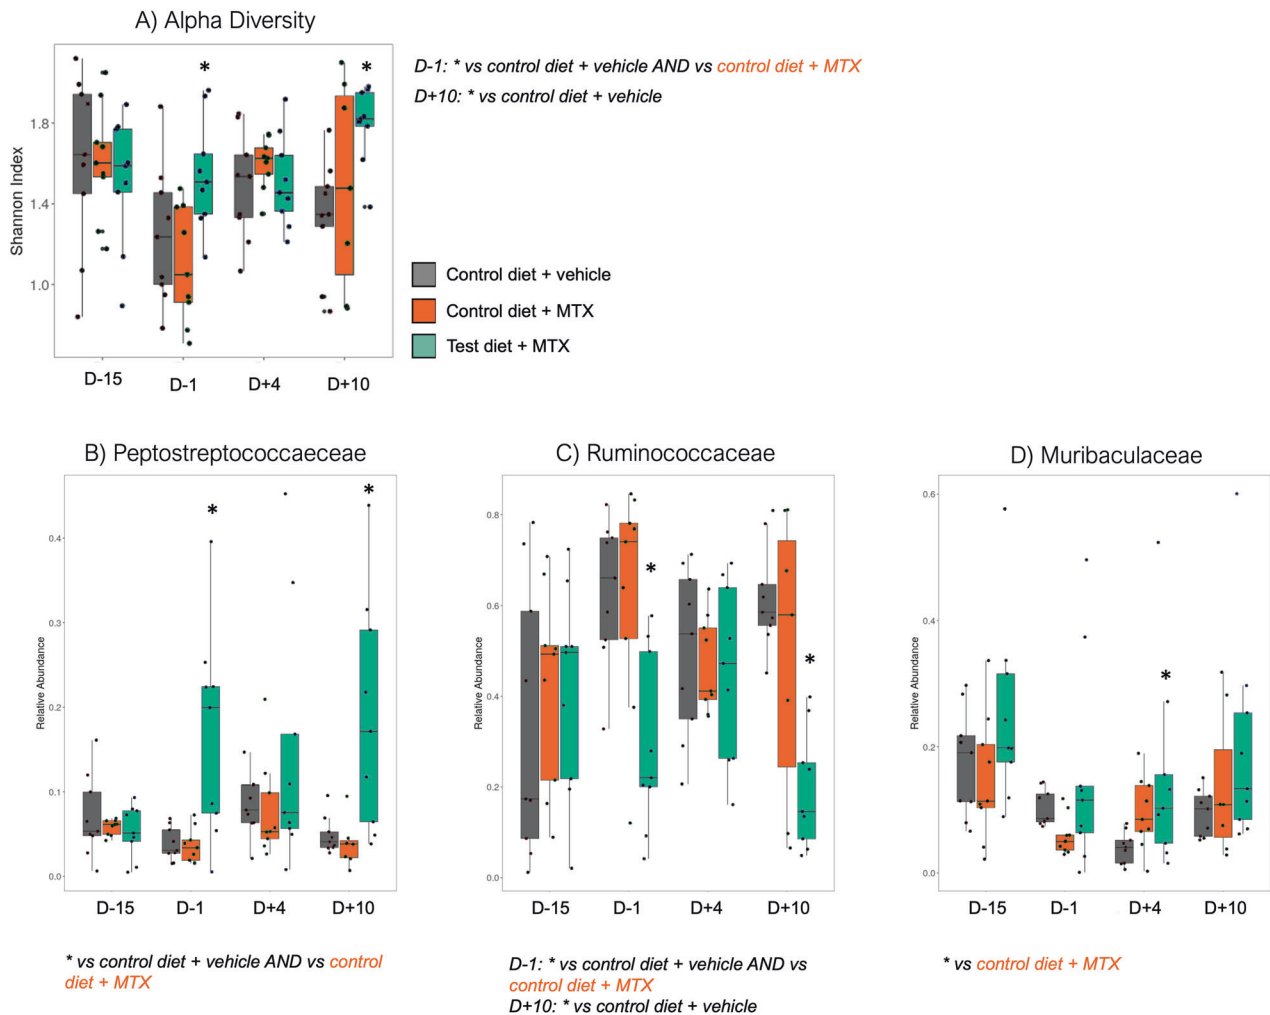 A) Alpha Diversity
*
*
Shannon Index
1.8
1.4
1.0
D-15
D-1
D+4
D+10
D-1: * vs control diet + vehicle AND vs control diet + MTX
D+10: * vs control diet + vehicle
Control diet + vehicle
Control diet + MTX
Test diet + MTX
B) Peptostreptococcaeceae
*
*
Relative Abundance
0.4
0.3
0.2
0.1
0.0
D-15
D-1
D+4
D+10
* vs control diet + vehicle AND vs control
diet + MTX
C) Ruminococcaceae
*
*
Relative Abundance
0.8
0.6
0.4
0.2
0.0
D-15
D-1
D+4
D+10
D-1: * vs control diet + vehicle AND vs
control diet + MTX
D+10: * vs control diet + vehicle
D) Muribaculaceae
*
Relative Abundance
0.6
0.4
0.2
0.0
D-15
D-1
D+4
D+10
* vs control diet + MTX